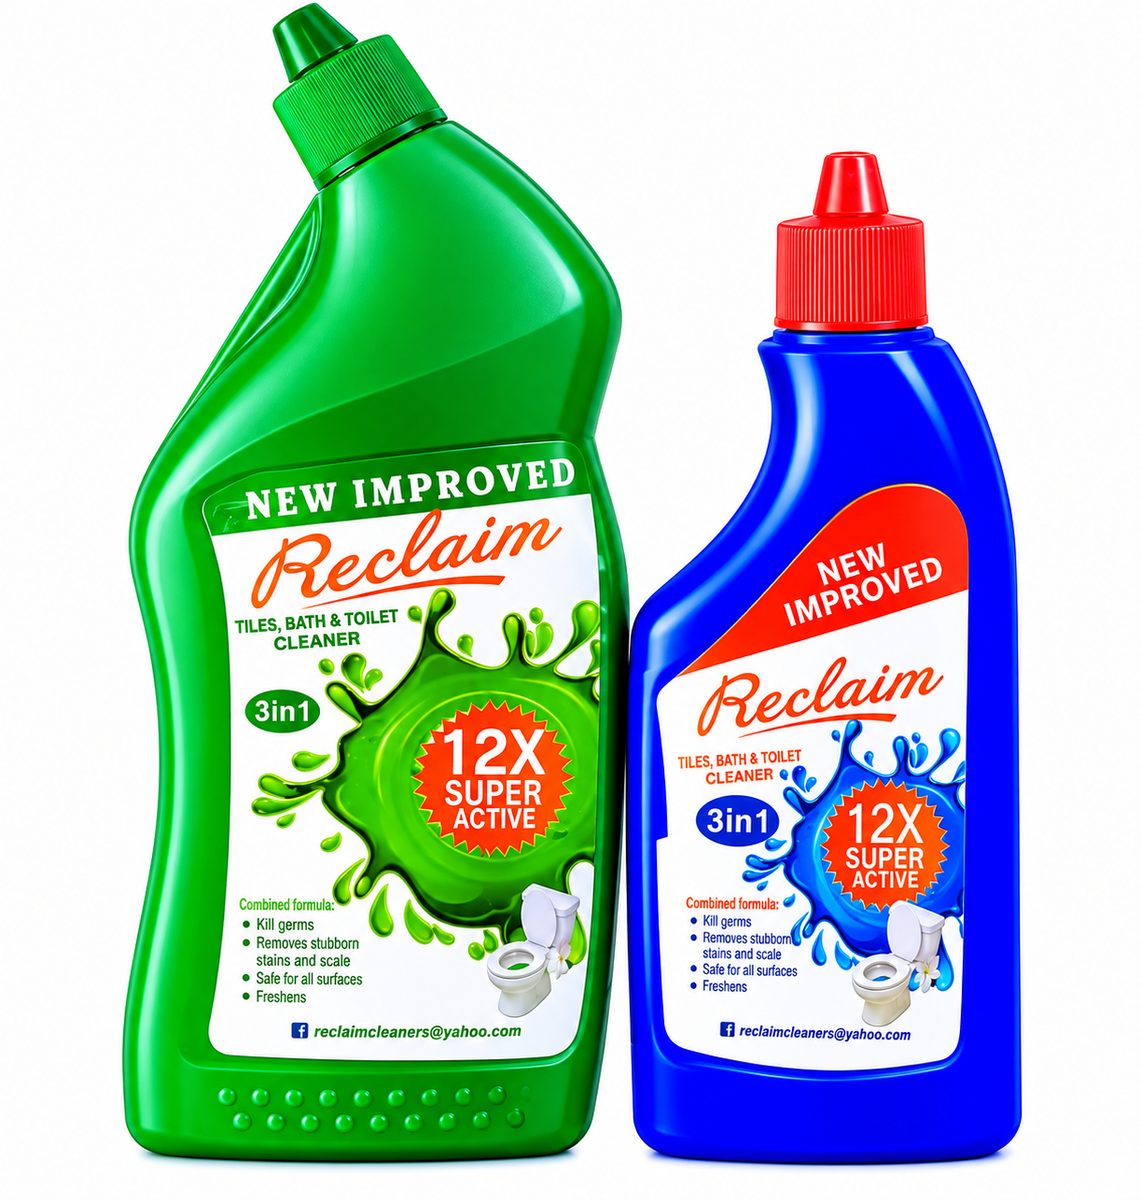 NEW IMPROVED
Reclaim
TILES, BATH & TOILET
CLEANER
3in1
12X
SUPER
ACTIVE
Combined formula:
• Kill germs
• Removes stubborn
stains and scale
• Safe for all surfaces
• Freshens
f reclaimcleaners@yahoo.com
NEW
IMPROVED
Reclaim
TILES, BATH & TOILET
CLEANER
3in1
12X
SUPER
ACTIVE
Combined formula:
• Kill germs
• Removes stubborn
stains and scale
• Safe for all surfaces
• Freshens
f reclaimcleaners@yahoo.com